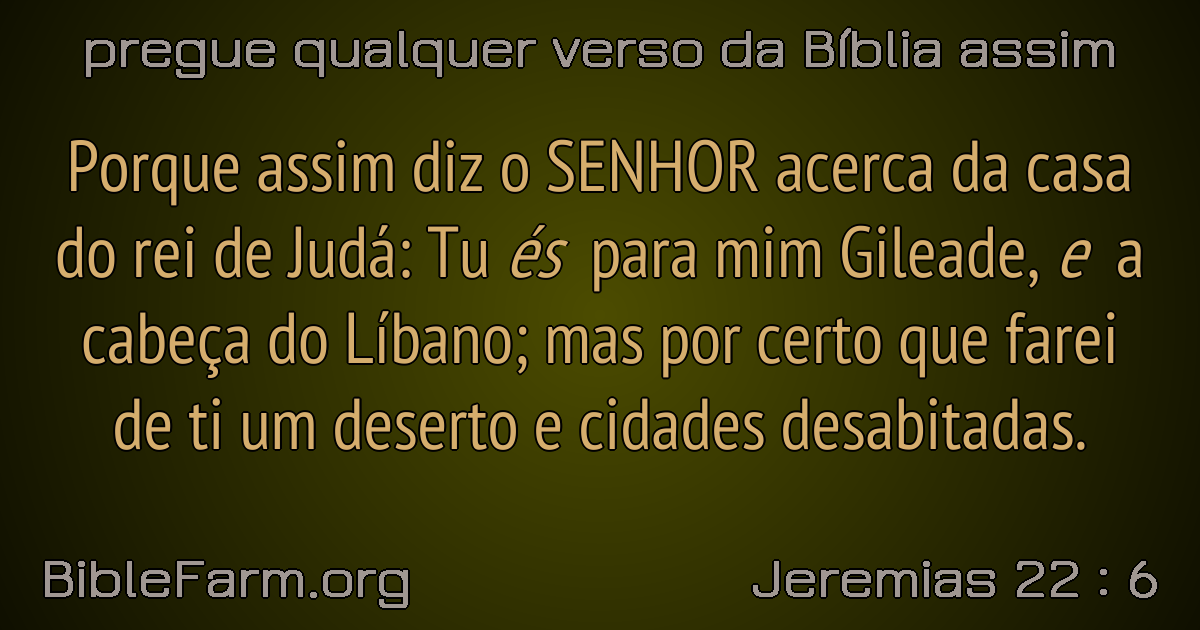 pregue qualquer verso da Bíblia assim
Porque assim diz o SENHOR acerca da casa
do rei de Judá: Tu és para mim Gileade, e a
cabeça do Líbano; mas por certo que farei
de ti um deserto e cidades desabitadas.
BibleFarm.org
Jeremias 22 : 6